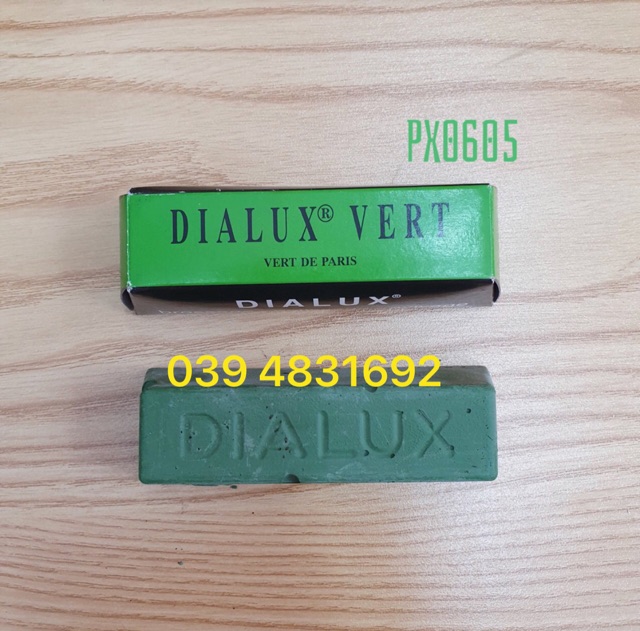 PX0605
DIALUX® VERT
VERT DE PARIS
DIALUX®
039 4831692
DIALUX